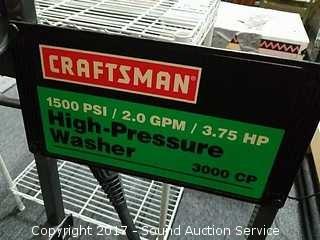 CRAFTSMAN
1500 PSI / 2.0 GPM / 3.75 HP
High-Pressure
Washer
3000 CP
Copyright 2017 - Sound Auction Service